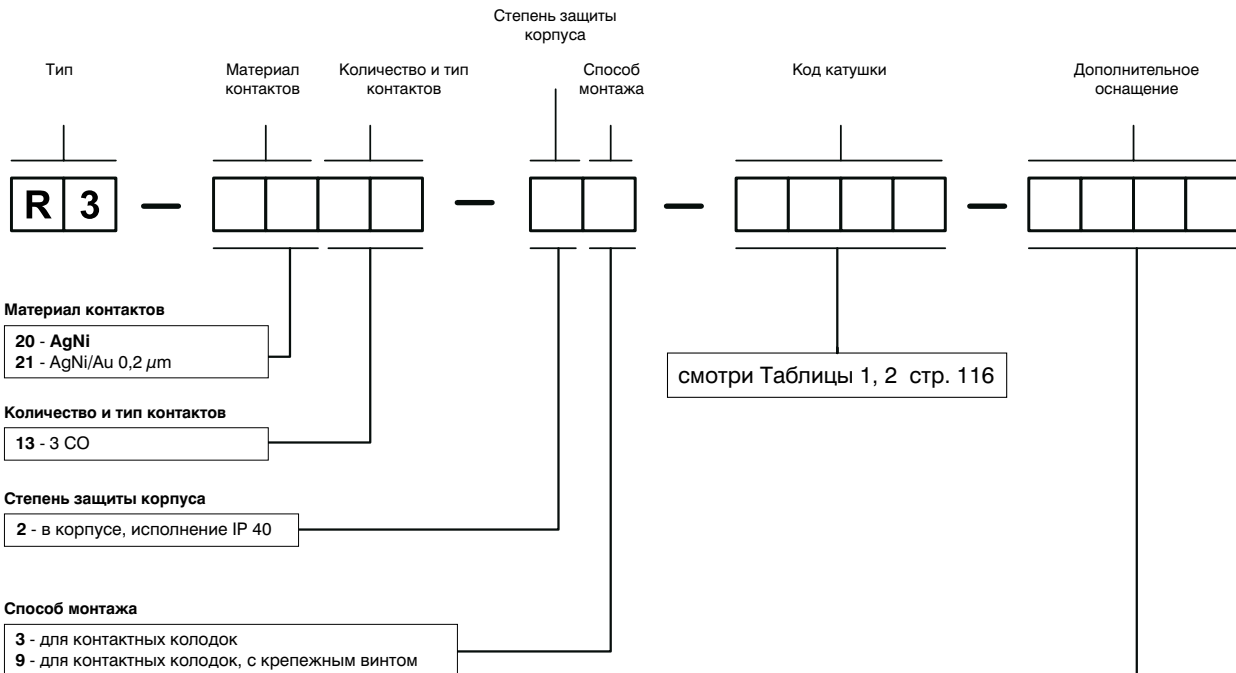 Степень защиты
корпуса
Тип
Материал
контактов
Количество и тип
контактов
Способ
монтажа
Код катушки
Дополнительное
оснащение
R 3 — — — —
Материал контактов
20 - AgNi
21 - AgNi/Au 0,2 µm
смотри Таблицы 1, 2 стр. 116
Количество и тип контактов
13 - 3 CO
Степень защиты корпуса
2 - в корпусе, исполнение IP 40
Способ монтажа
3 - для контактных колодок
9 - для контактных колодок, с крепежным винтом